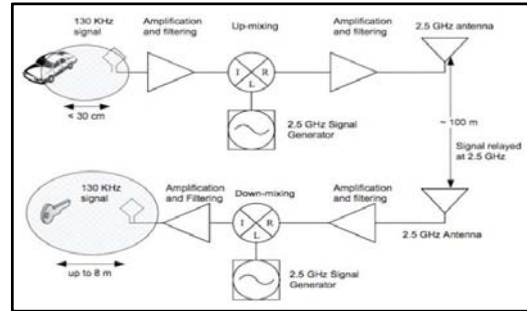 130 KHz
signal
Amplification
and filtering
Up-mixing
Amplification
and filtering
2.5 GHz antenna
I R
L
< 30 cm
2.5 GHz Signal
Generator
~ 100 m
Signal relayed
at 2.5 GHz
130 KHz
signal
Amplification
and Filtering
Down-mixing
Amplification
and filtering
I R
L
2.5 GHz Antenna
up to 8 m
2.5 GHz Signal
Generator